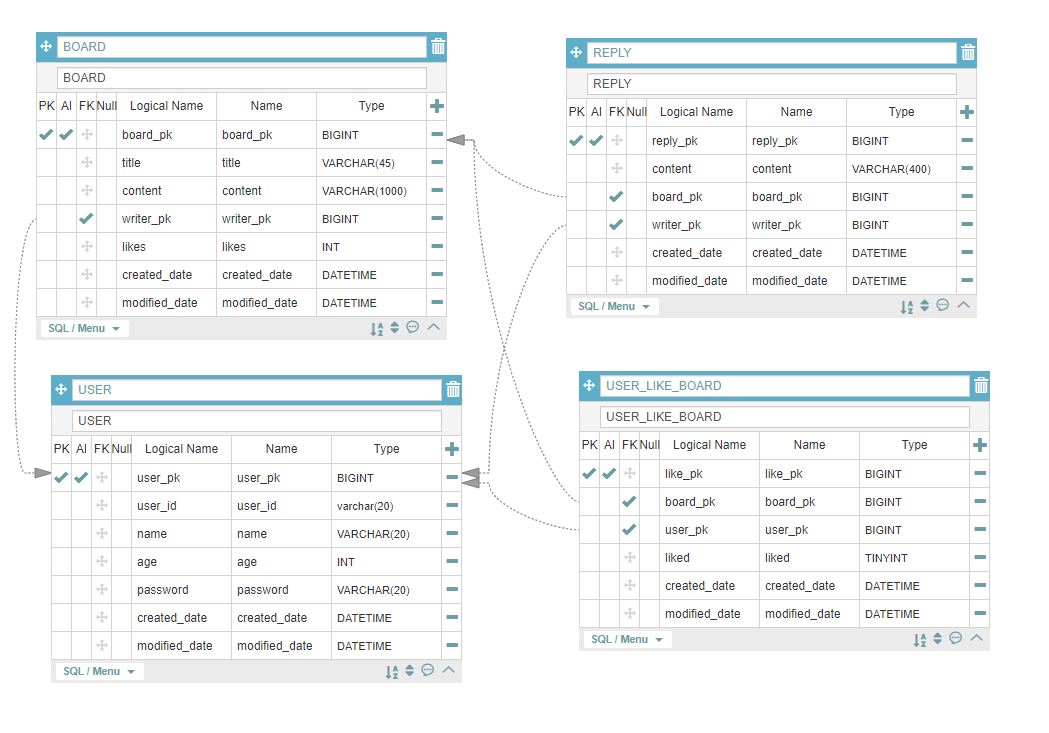 BOARD
BOARD
PK AI FK Null Logical Name Name Type
board_pk board_pk BIGINT
title title VARCHAR(45)
content content VARCHAR(1000)
writer_pk writer_pk BIGINT
likes likes INT
created_date created_date DATETIME
modified_date modified_date DATETIME
SQL / Menu
REPLY
REPLY
PK AI FK Null Logical Name Name Type
reply_pk reply_pk BIGINT
content content VARCHAR(400)
board_pk board_pk BIGINT
writer_pk writer_pk BIGINT
created_date created_date DATETIME
modified_date modified_date DATETIME
SQL / Menu
USER
USER
PK AI FK Null Logical Name Name Type
user_pk user_pk BIGINT
user_id user_id varchar(20)
name name VARCHAR(20)
age age INT
password password VARCHAR(20)
created_date created_date DATETIME
modified_date modified_date DATETIME
SQL / Menu
USER_LIKE_BOARD
USER_LIKE_BOARD
PK AI FK Null Logical Name Name Type
like_pk like_pk BIGINT
board_pk board_pk BIGINT
user_pk user_pk BIGINT
liked liked TINYINT
created_date created_date DATETIME
modified_date modified_date DATETIME
SQL / Menu